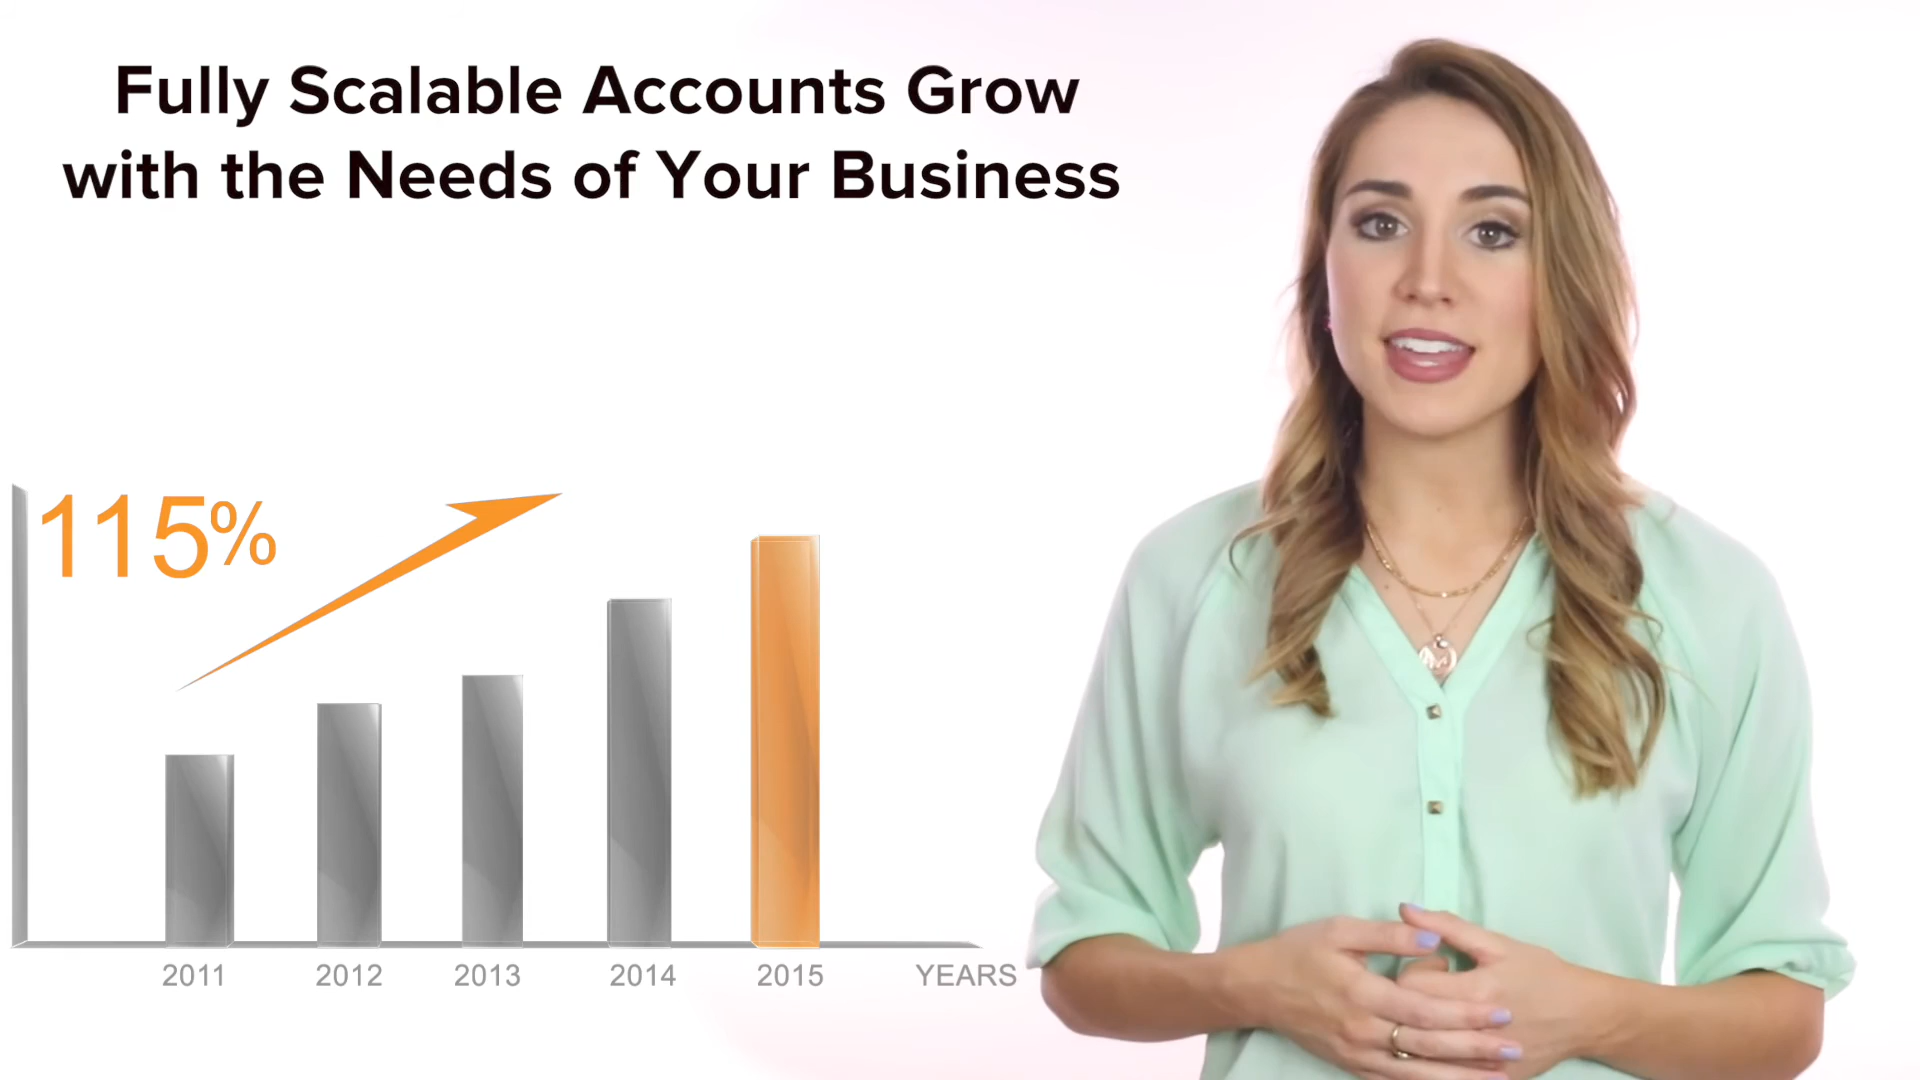 Fully Scalable Accounts Grow
with the Needs of Your Business
115%
2011 2012 2013 2014 2015 YEARS